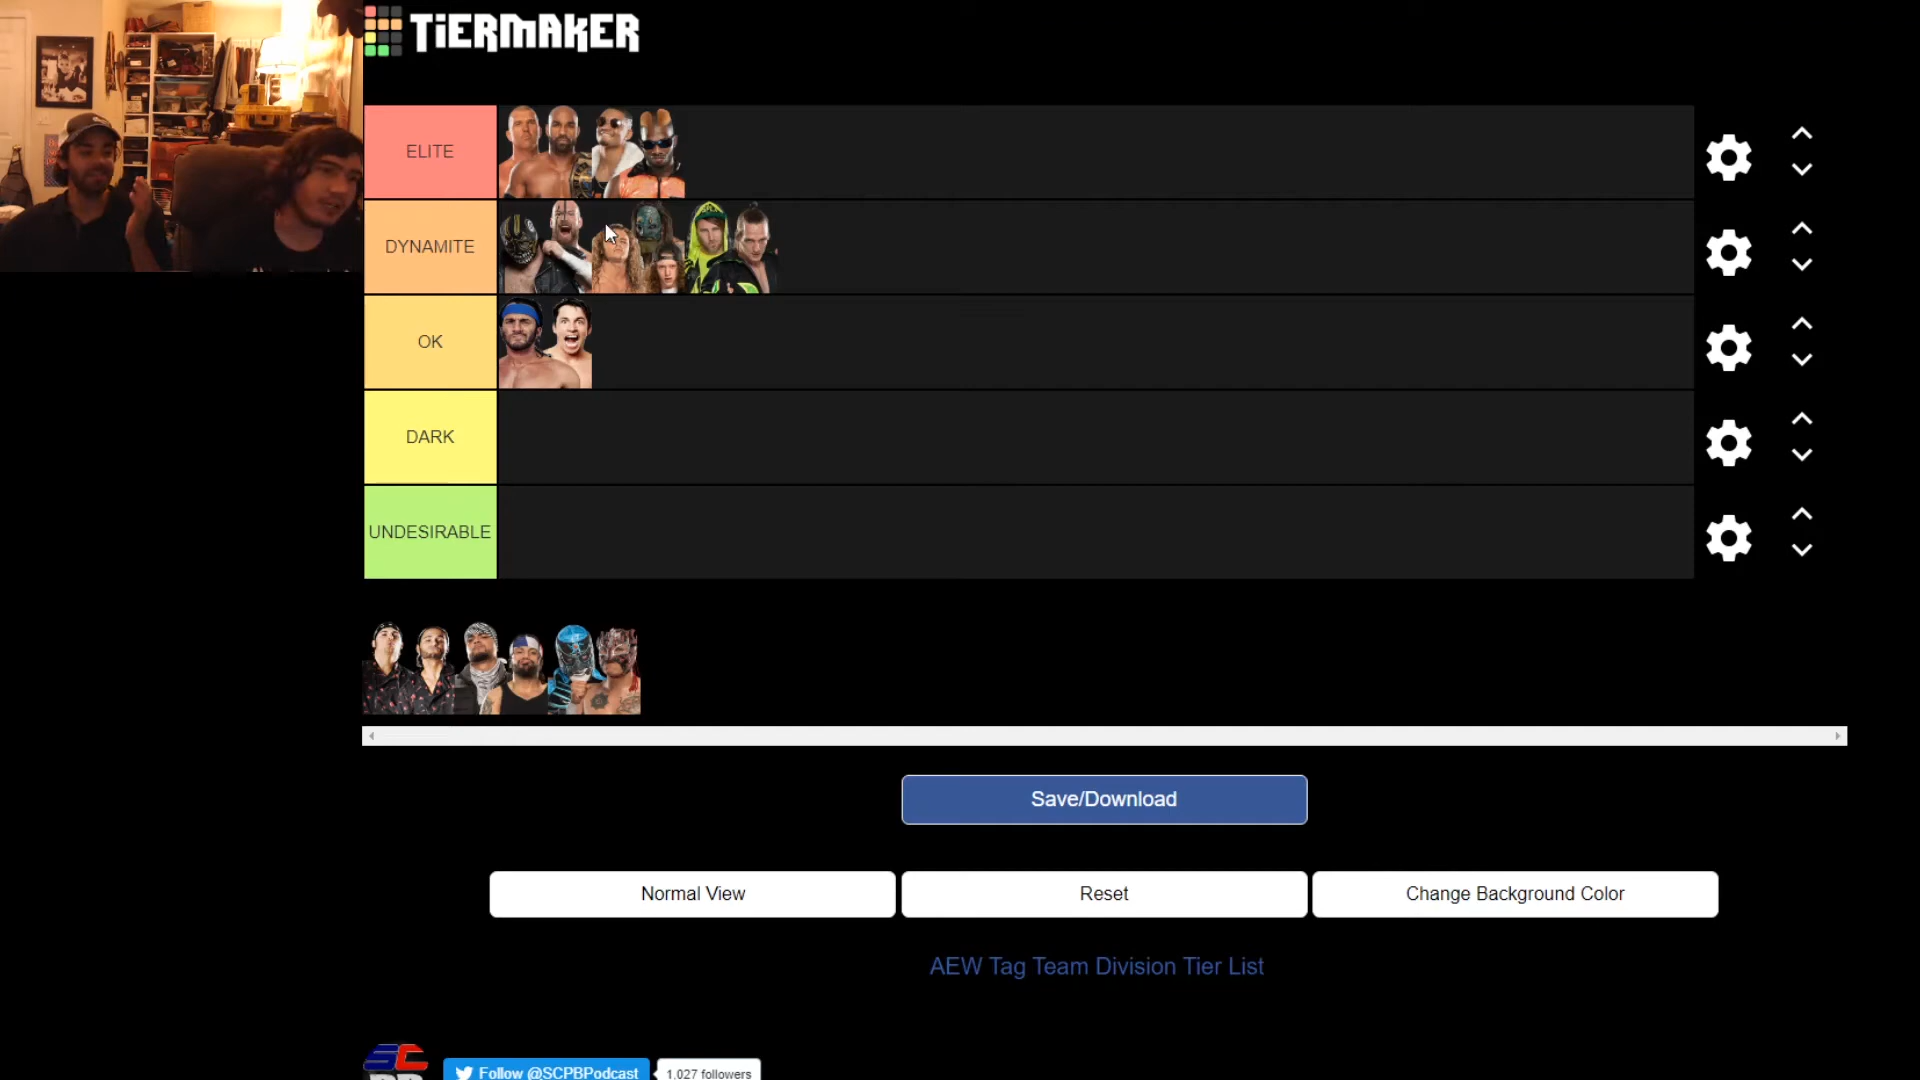 TiERMAKER
ELITE
DYNAMITE
OK
DARK
UNDESIRABLE
Save/Download
Normal View
Reset
Change Background Color
AEW Tag Team Division Tier List
SC
Follow @SCPBPodcast
1,027 followers